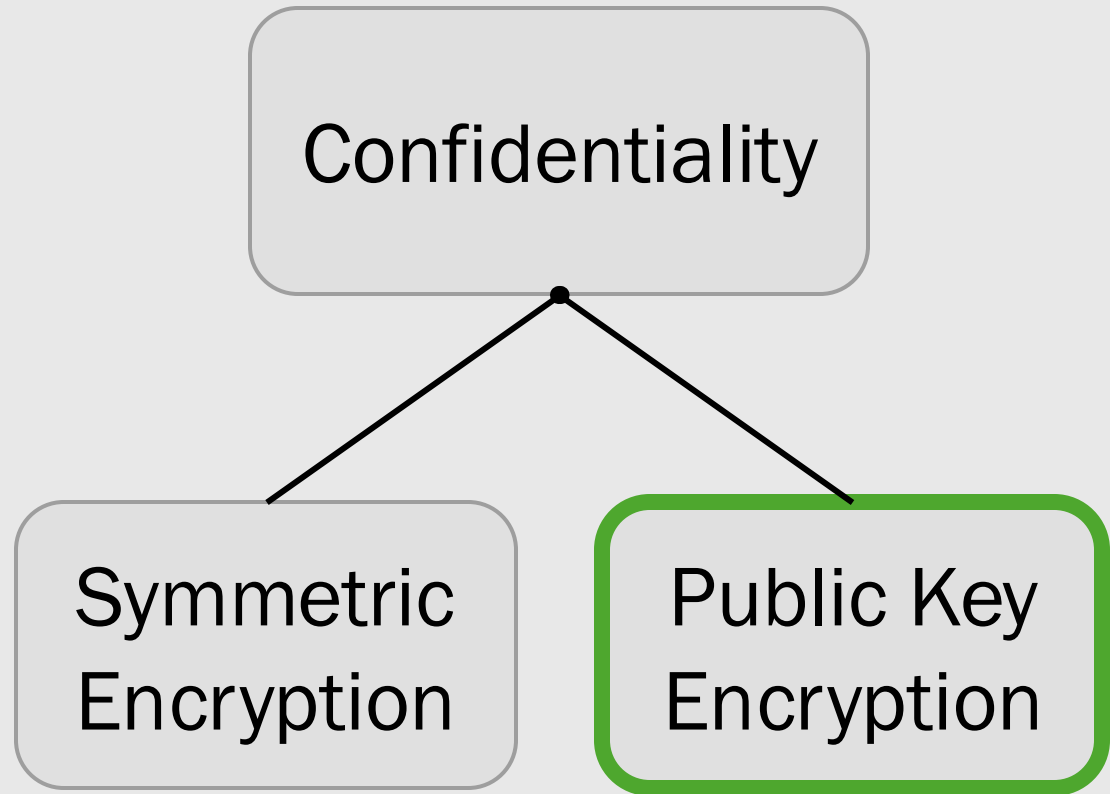 Confidentiality
Symmetric
Encryption
Public Key
Encryption